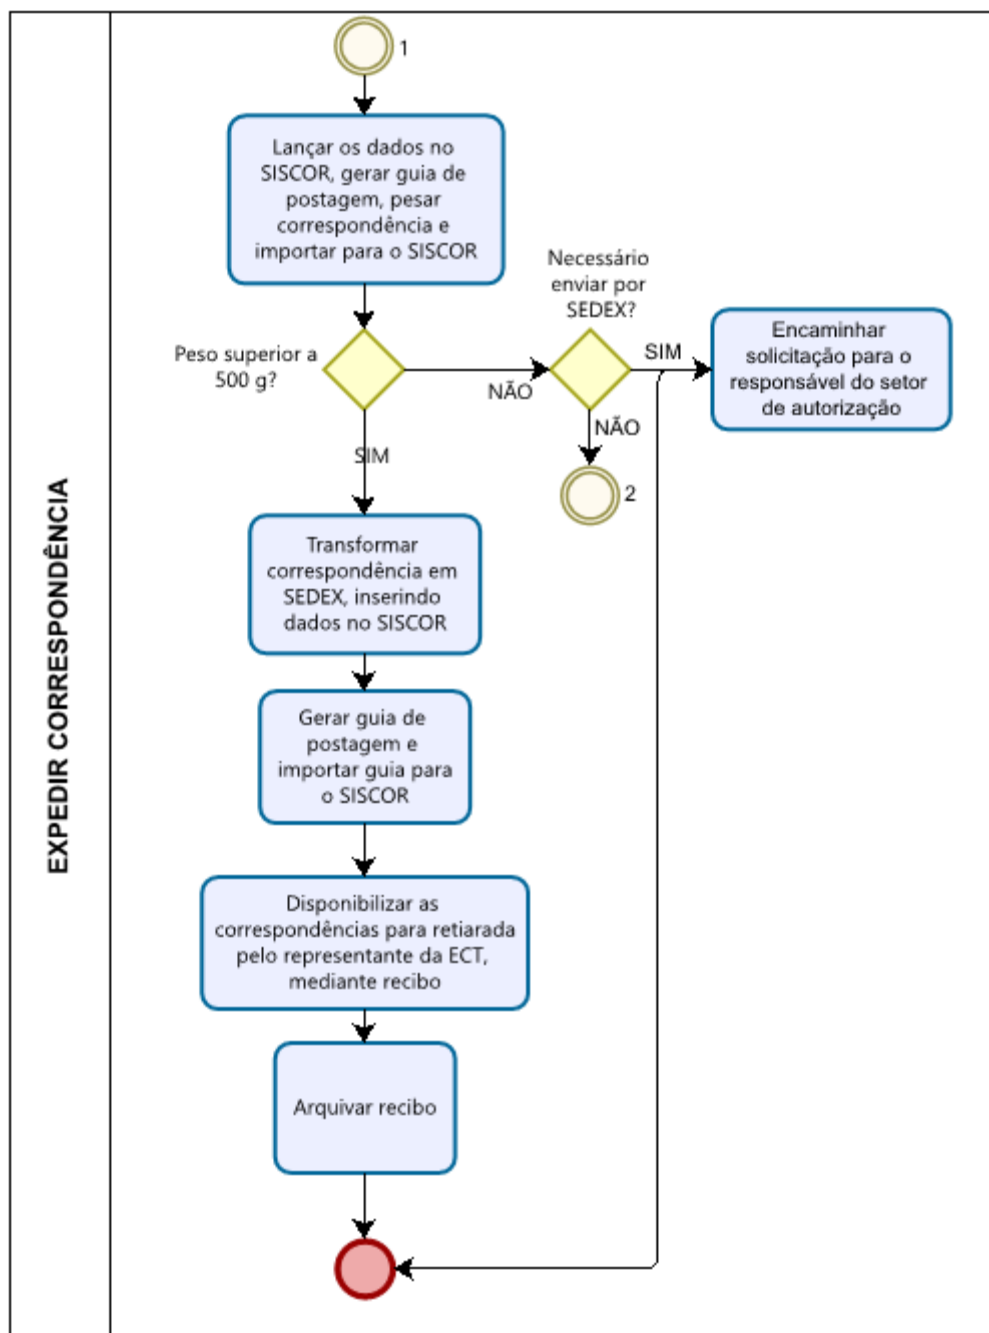 EXPEDIR CORRESPONDÊNCIA
1
Lançar os dados no
SISCOR, gerar guia de
postagem, pesar
correspondência e
importar para o SISCOR
Peso superior a
500 g?
NÃO
Necessário
enviar por
SEDEX?
SIM
Encaminhar
solicitação para o
responsável do setor
de autorização
NÃO
2
SIM
Transformar
correspondência em
SEDEX, inserindo
dados no SISCOR
Gerar guia de
postagem e
importar guia para
o SISCOR
Disponibilizar as
correspondências para retiarada
pelo representante da ECT,
mediante recibo
Arquivar recibo